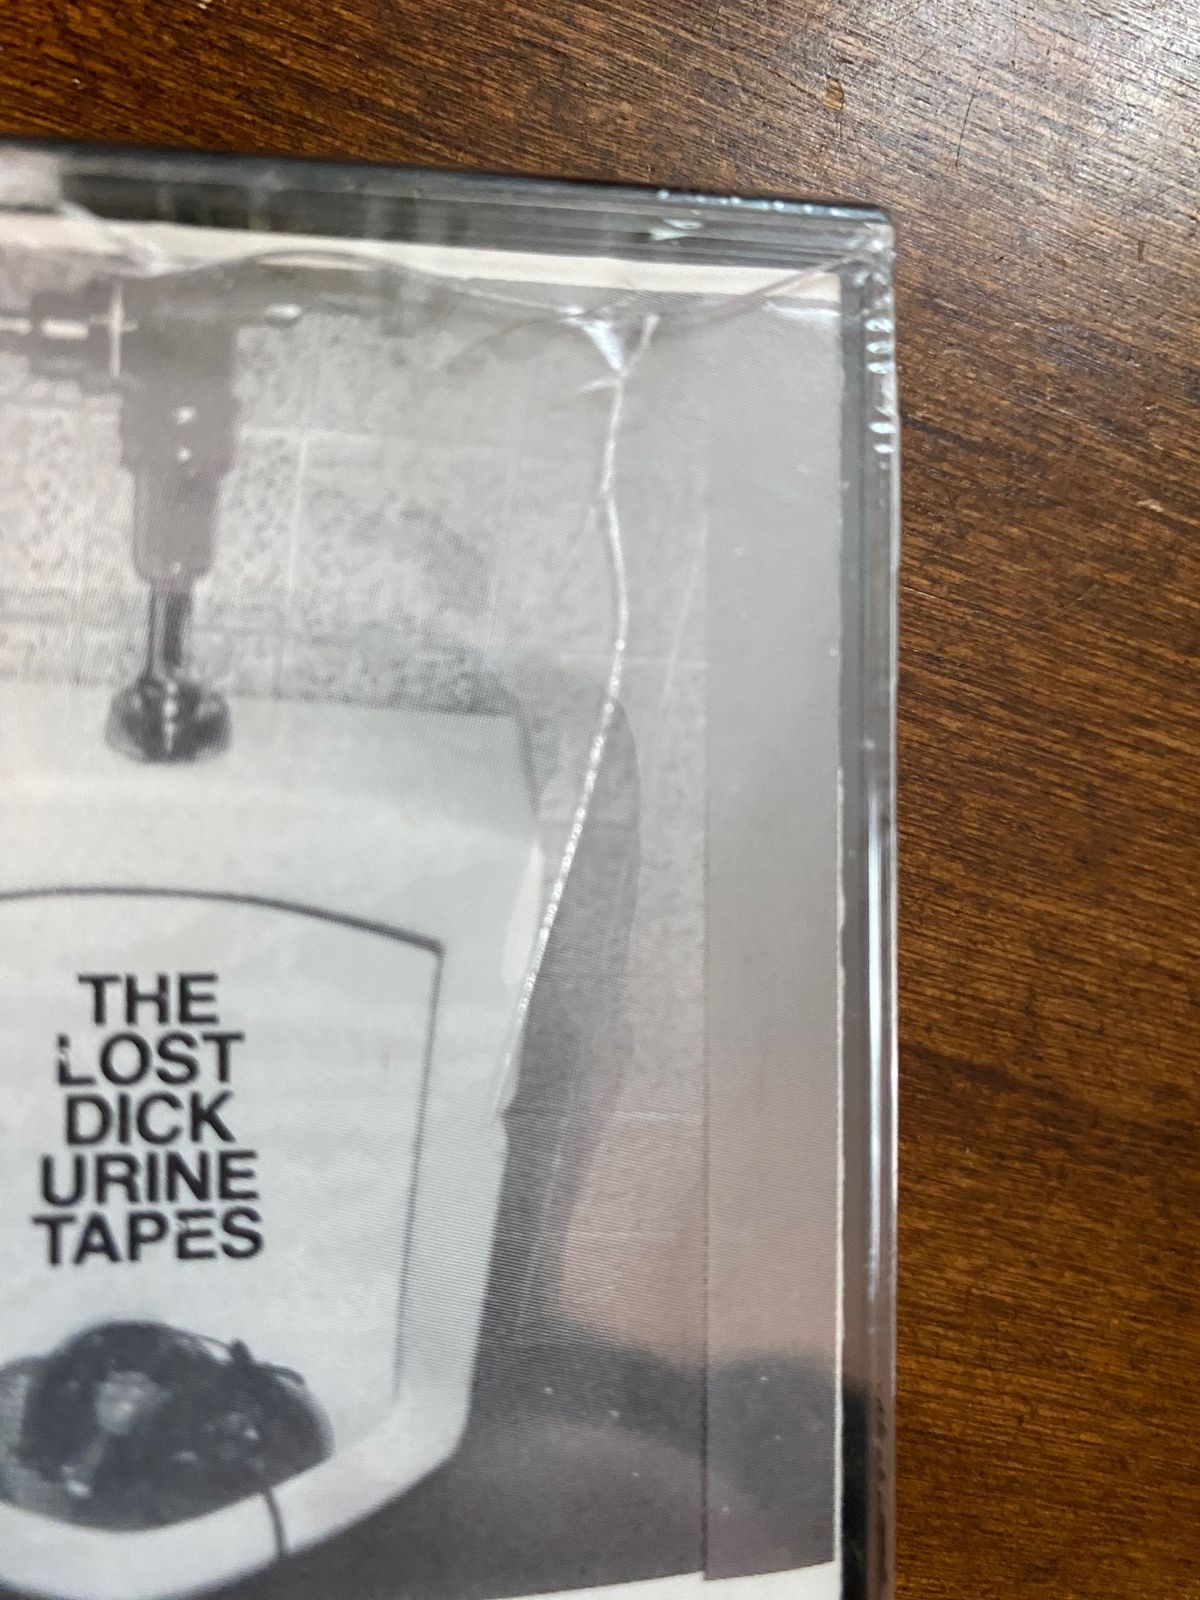 THE
LOST
DICK
URINE
TAPES